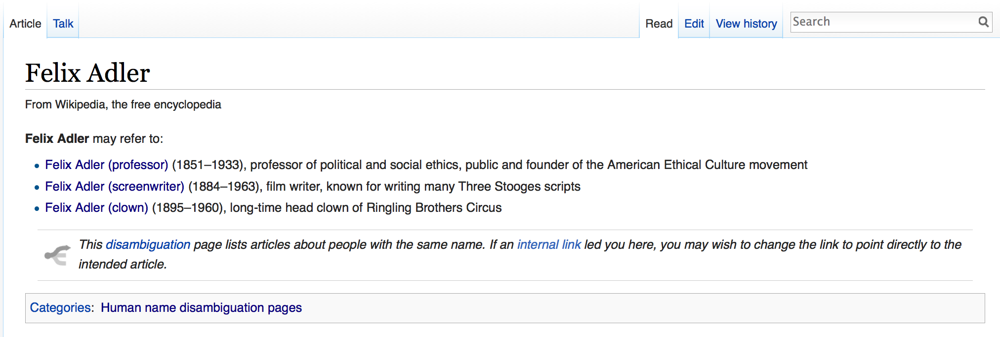 Article Talk Read Edit View history Search
Felix Adler
From Wikipedia, the free encyclopedia
Felix Adler may refer to:
• Felix Adler (professor) (1851–1933), professor of political and social ethics, public and founder of the American Ethical Culture movement
• Felix Adler (screenwriter) (1884–1963), film writer, known for writing many Three Stooges scripts
• Felix Adler (clown) (1895–1960), long-time head clown of Ringling Brothers Circus
This disambiguation page lists articles about people with the same name. If an internal link led you here, you may wish to change the link to point directly to the
intended article.
Categories: Human name disambiguation pages